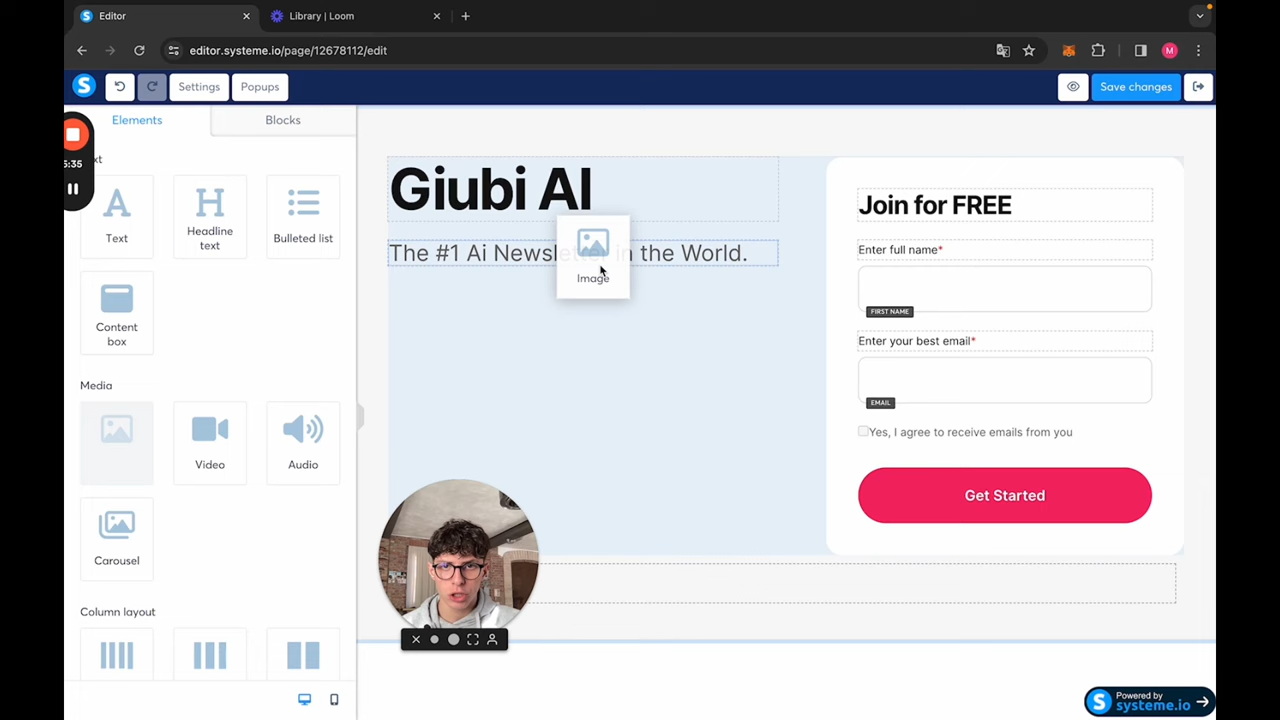 Editor
Library | Loom
editor.systeme.io/page/12678112/edit
M
S
Settings
Popups
Save changes
Elements
Blocks
5:35
Text
Headline
text
Bulleted list
Content
box
Media
Video
Audio
Carousel
Column layout
Giubi AI
The #1 Ai Newsletter in the World.
Image
Join for FREE
Enter full name*
FIRST NAME
Enter your best email*
EMAIL
Yes, I agree to receive emails from you
Get Started
Powered by
systeme.io